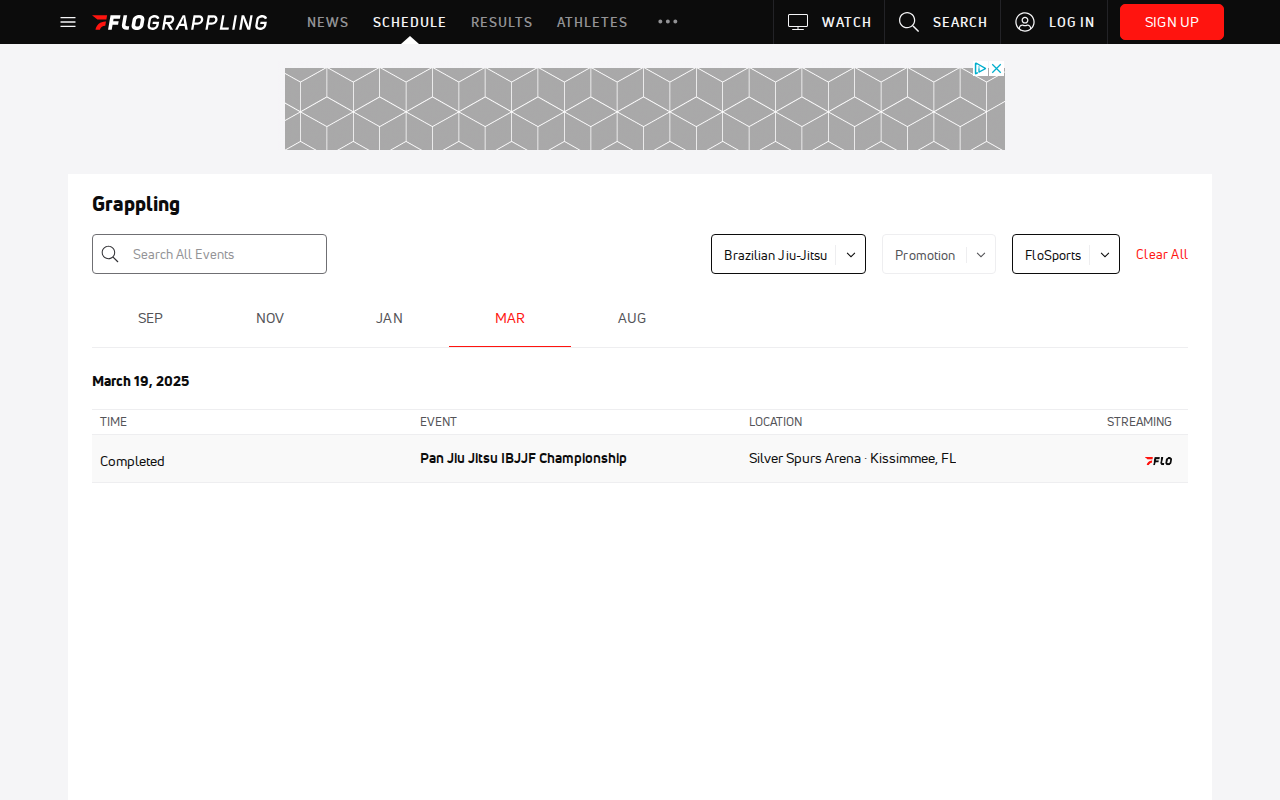 FLOGRAPPLING NEWS SCHEDULE RESULTS ATHLETES WATCH SEARCH LOG IN SIGN UP
Grappling
Search All Events Brazilian Jiu-Jitsu Promotion FloSports Clear All
SEP NOV JAN MAR AUG
March 19, 2025
TIME EVENT LOCATION STREAMING
Completed Pan Jiu Jitsu IBJJF Championship Silver Spurs Arena · Kissimmee, FL FLO